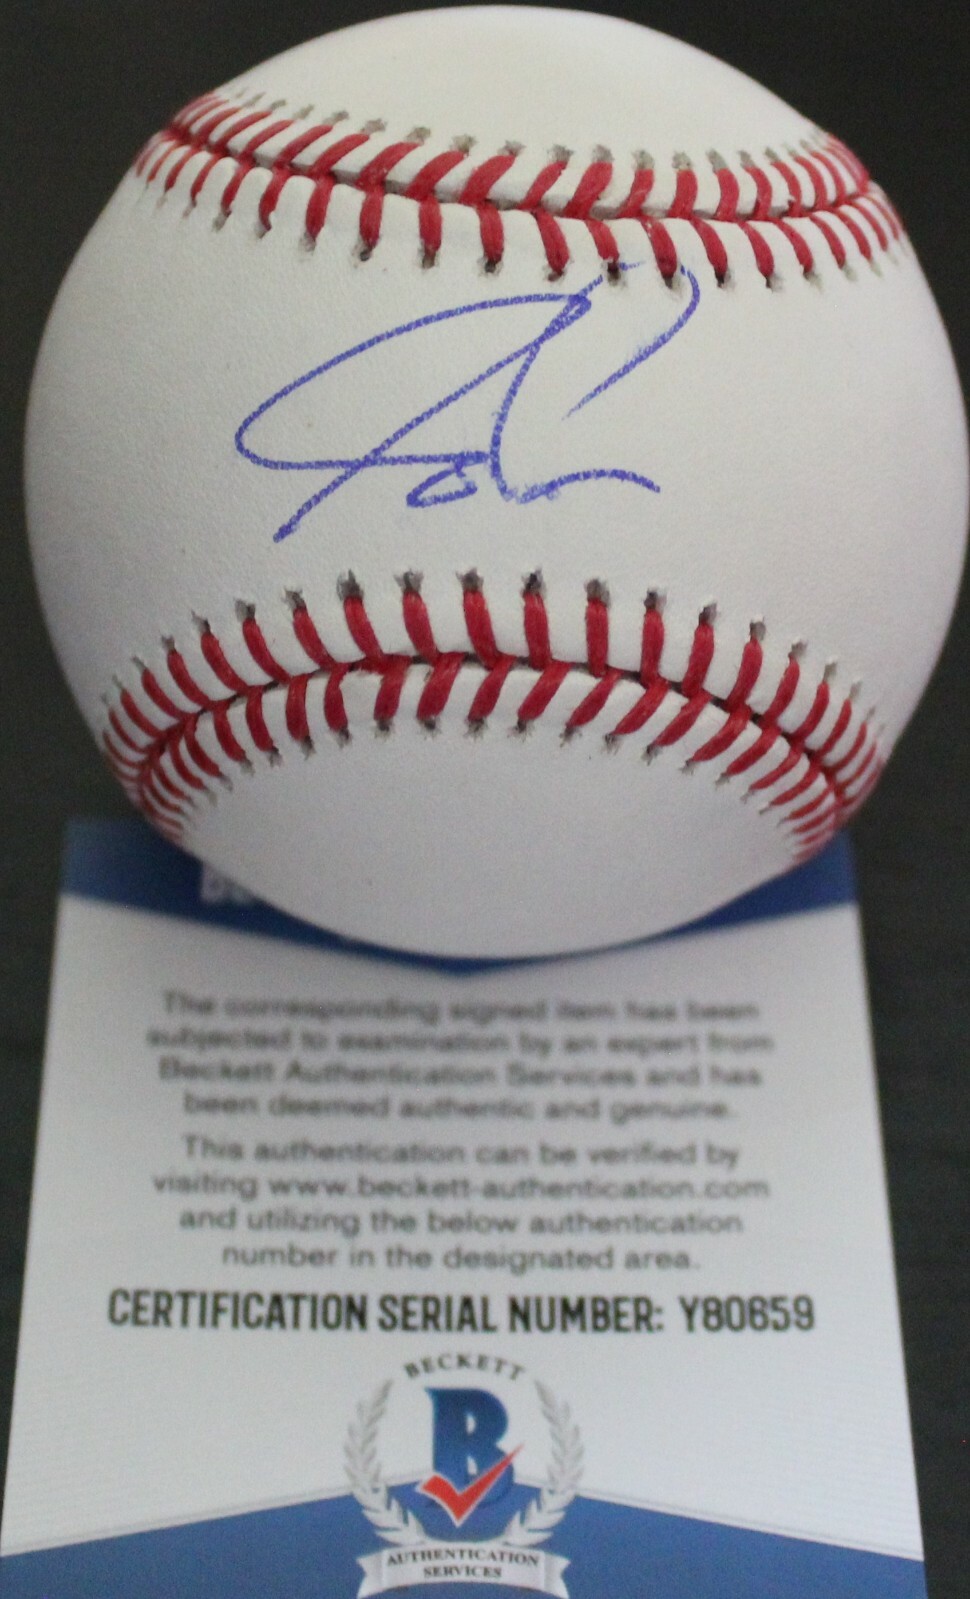 The corresponding signed item has been
subjected to examination by an expert from
Beckett Authentication Services and has
been deemed authentic and genuine.
This authentication can be verified by
visiting www.beckett-authentication.com
and utilizing the below authentication
number in the designated area.
CERTIFICATION SERIAL NUMBER: Y80659
BECKETT
B
AUTHENTICATION
SERVICES